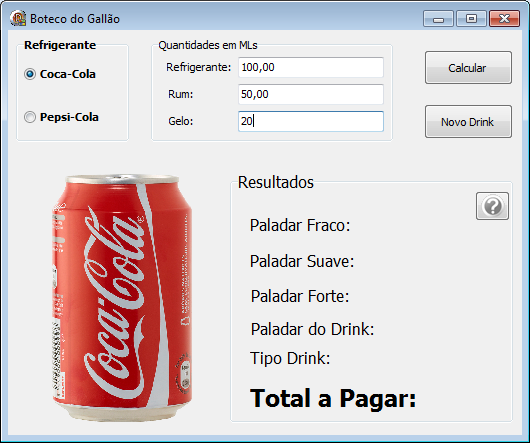 Boteco do Gallão
Refrigerante
Coca-Cola
Pepsi-Cola
Quantidades em MLs
Refrigerante: 100,00
Rum: 50,00
Gelo: 20
Calcular
Novo Drink
Coca-Cola
Resultados
?
Paladar Fraco:
Paladar Suave:
Paladar Forte:
Paladar do Drink:
Tipo Drink:
Total a Pagar: